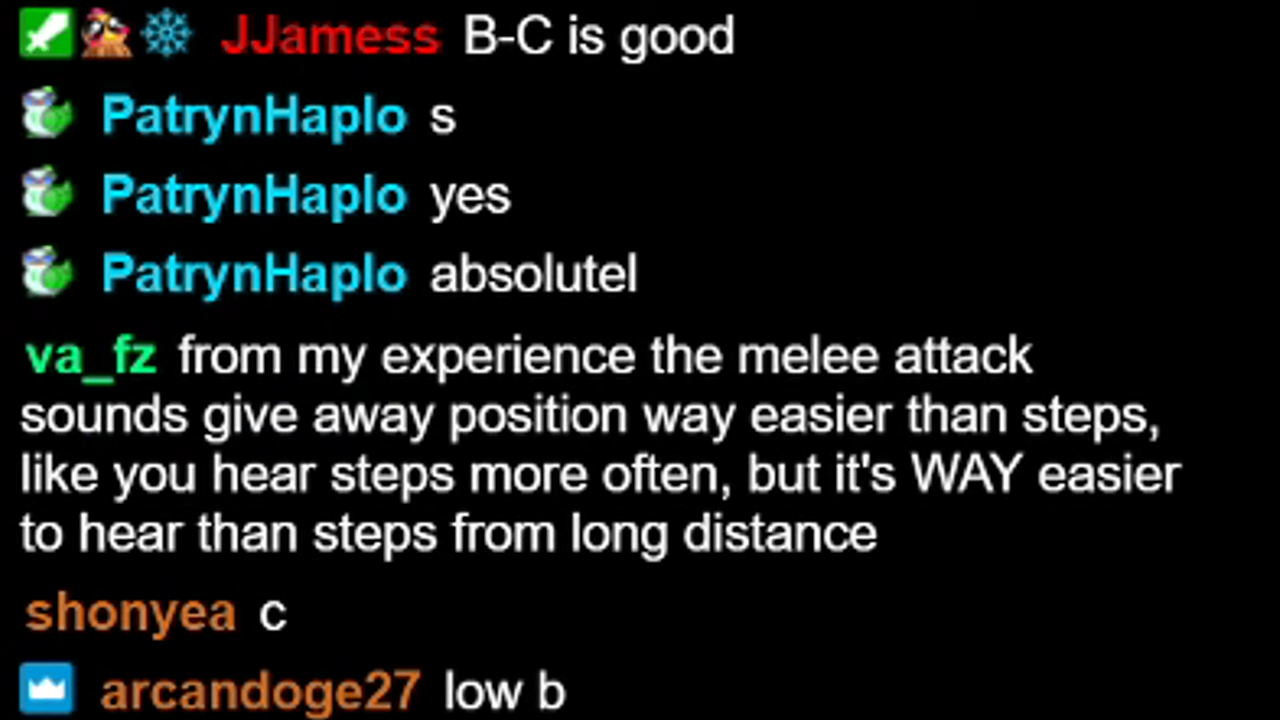 JJamess B-C is good
PatrynHaplo s
PatrynHaplo yes
PatrynHaplo absolutel
va_fz from my experience the melee attack
sounds give away position way easier than steps,
like you hear steps more often, but it's WAY easier
to hear than steps from long distance
shonyea c
arcandoge27 low b